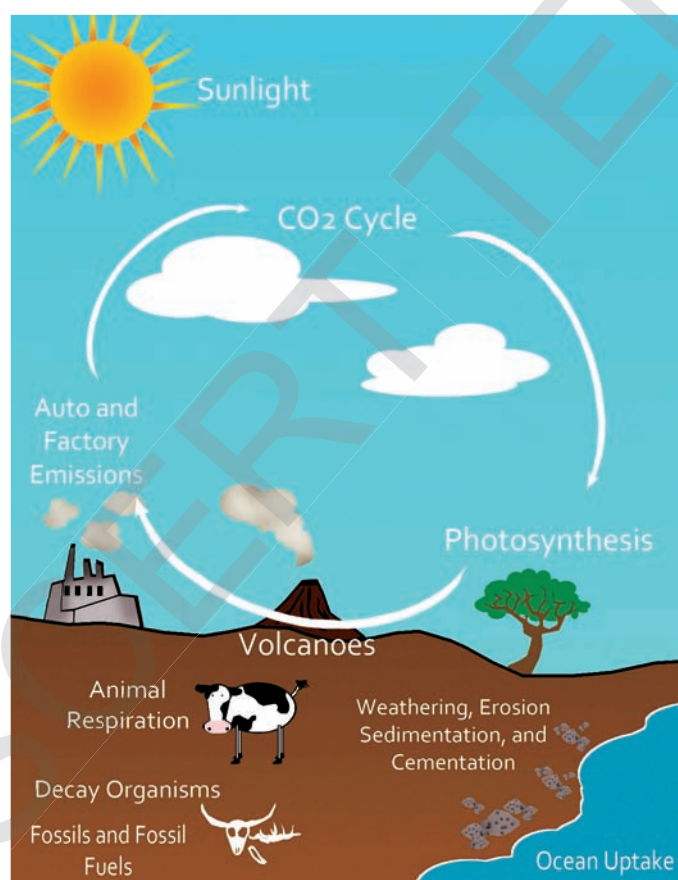 Sunlight
CO2 Cycle
Auto and
Factory
Emissions
Photosynthesis
Volcanoes
Animal
Respiration
Weathering, Erosion
Sedimentation, and
Cementation
Decay Organisms
Fossils and Fossil
Fuels
Ocean Uptake